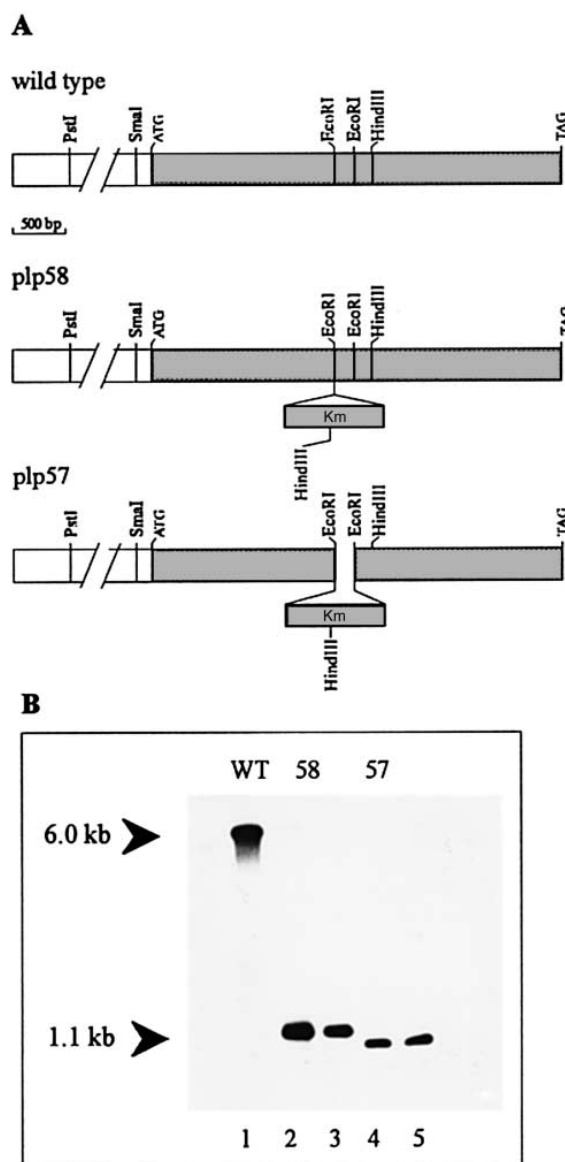 A
wild type
PstI
SmaI
ATG
EcoRI
EcoRI
HindIII
TAG
500 bp
plp58
PstI
SmaI
ATG
EcoRI
EcoRI
HindIII
TAG
Km
HindIII
plp57
PstI
SmaI
ATG
EcoRI
EcoRI
HindIII
TAG
Km
HindIII
B
WT 58 57
6.0 kb
1.1 kb
1 2 3 4 5